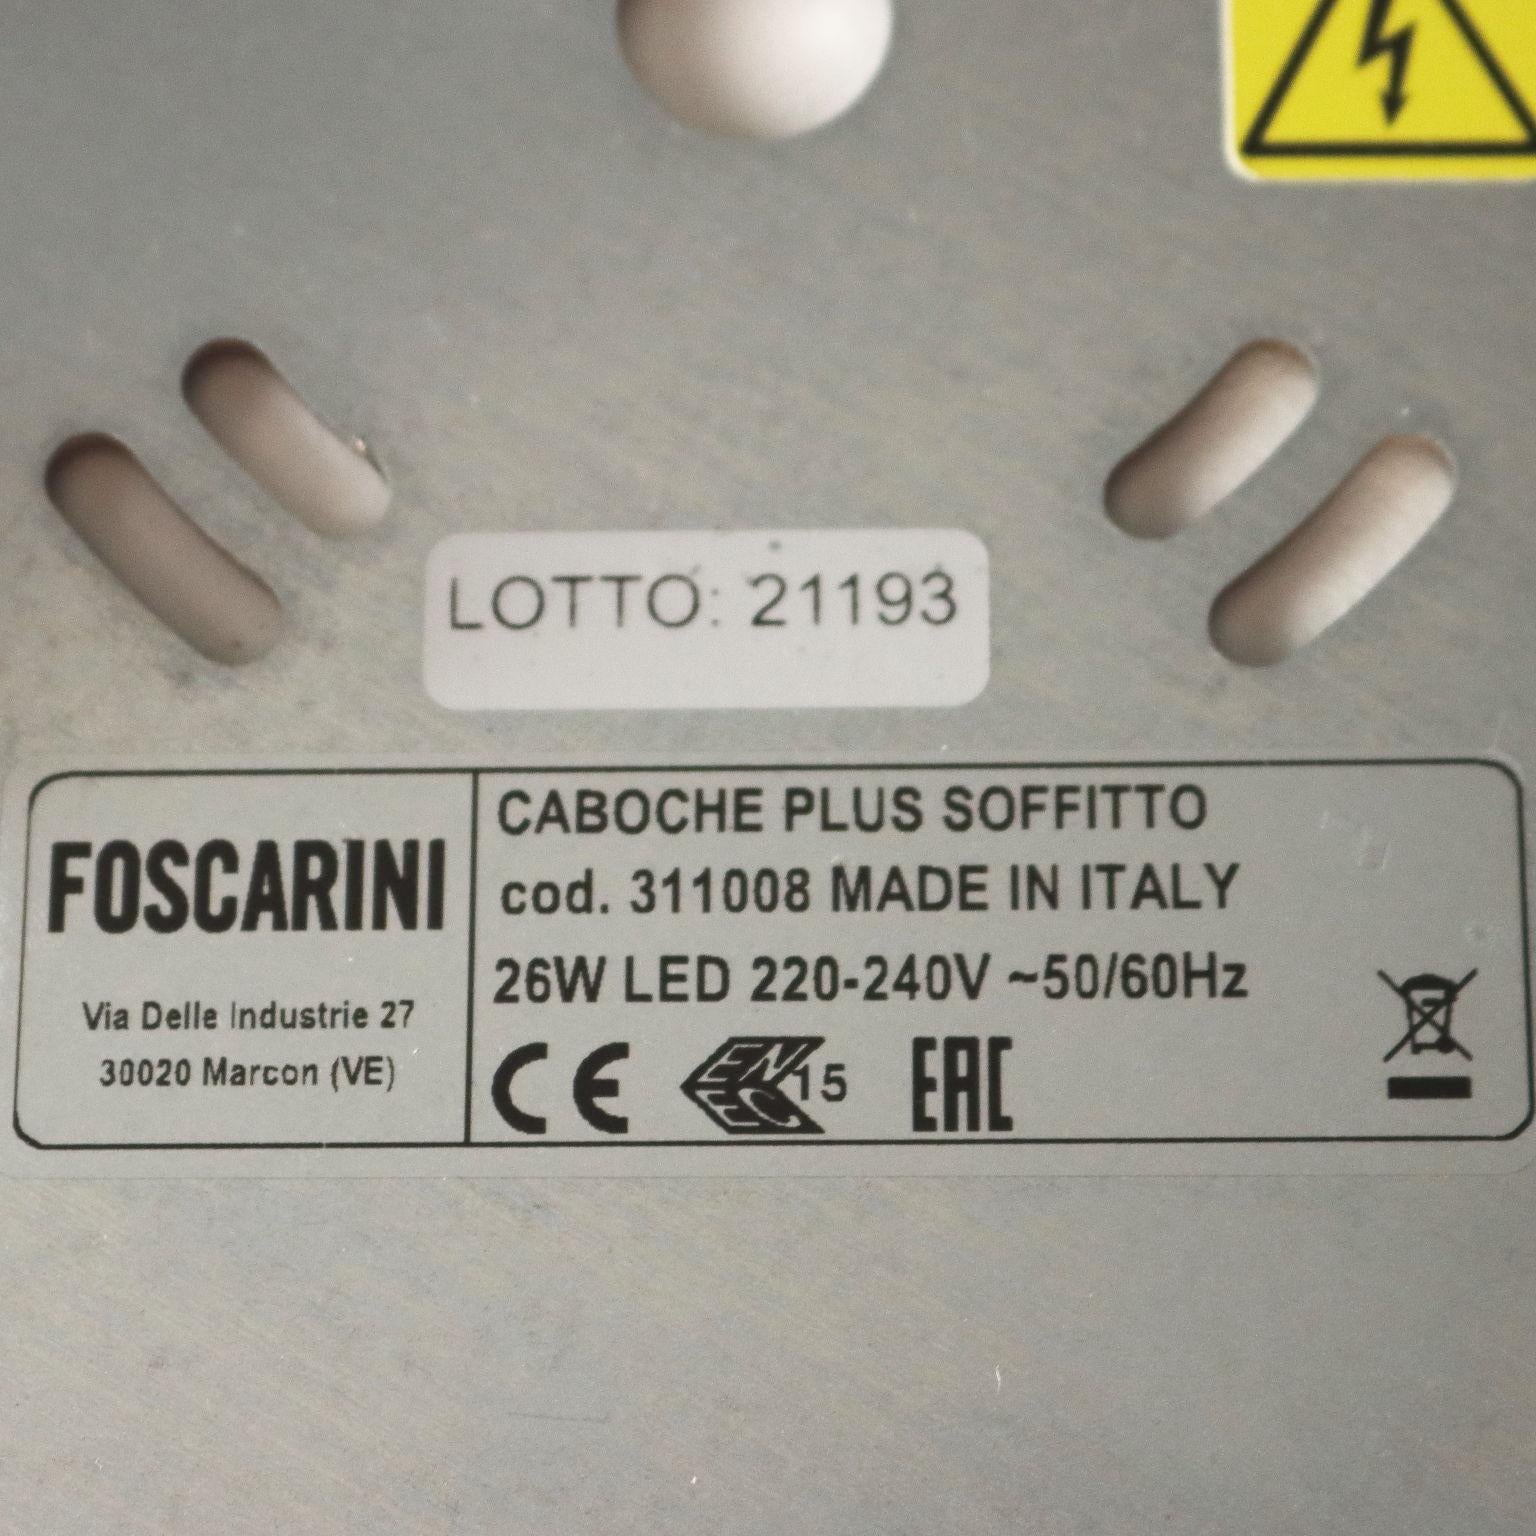 LOTTO: 21193
FOSCARINI
Via Delle Industrie 27
30020 Marcon (VE)
CABOCHE PLUS SOFFITTO
cod. 311008 MADE IN ITALY
26W LED 220-240V ~50/60Hz
CE ENEC 15 EAC